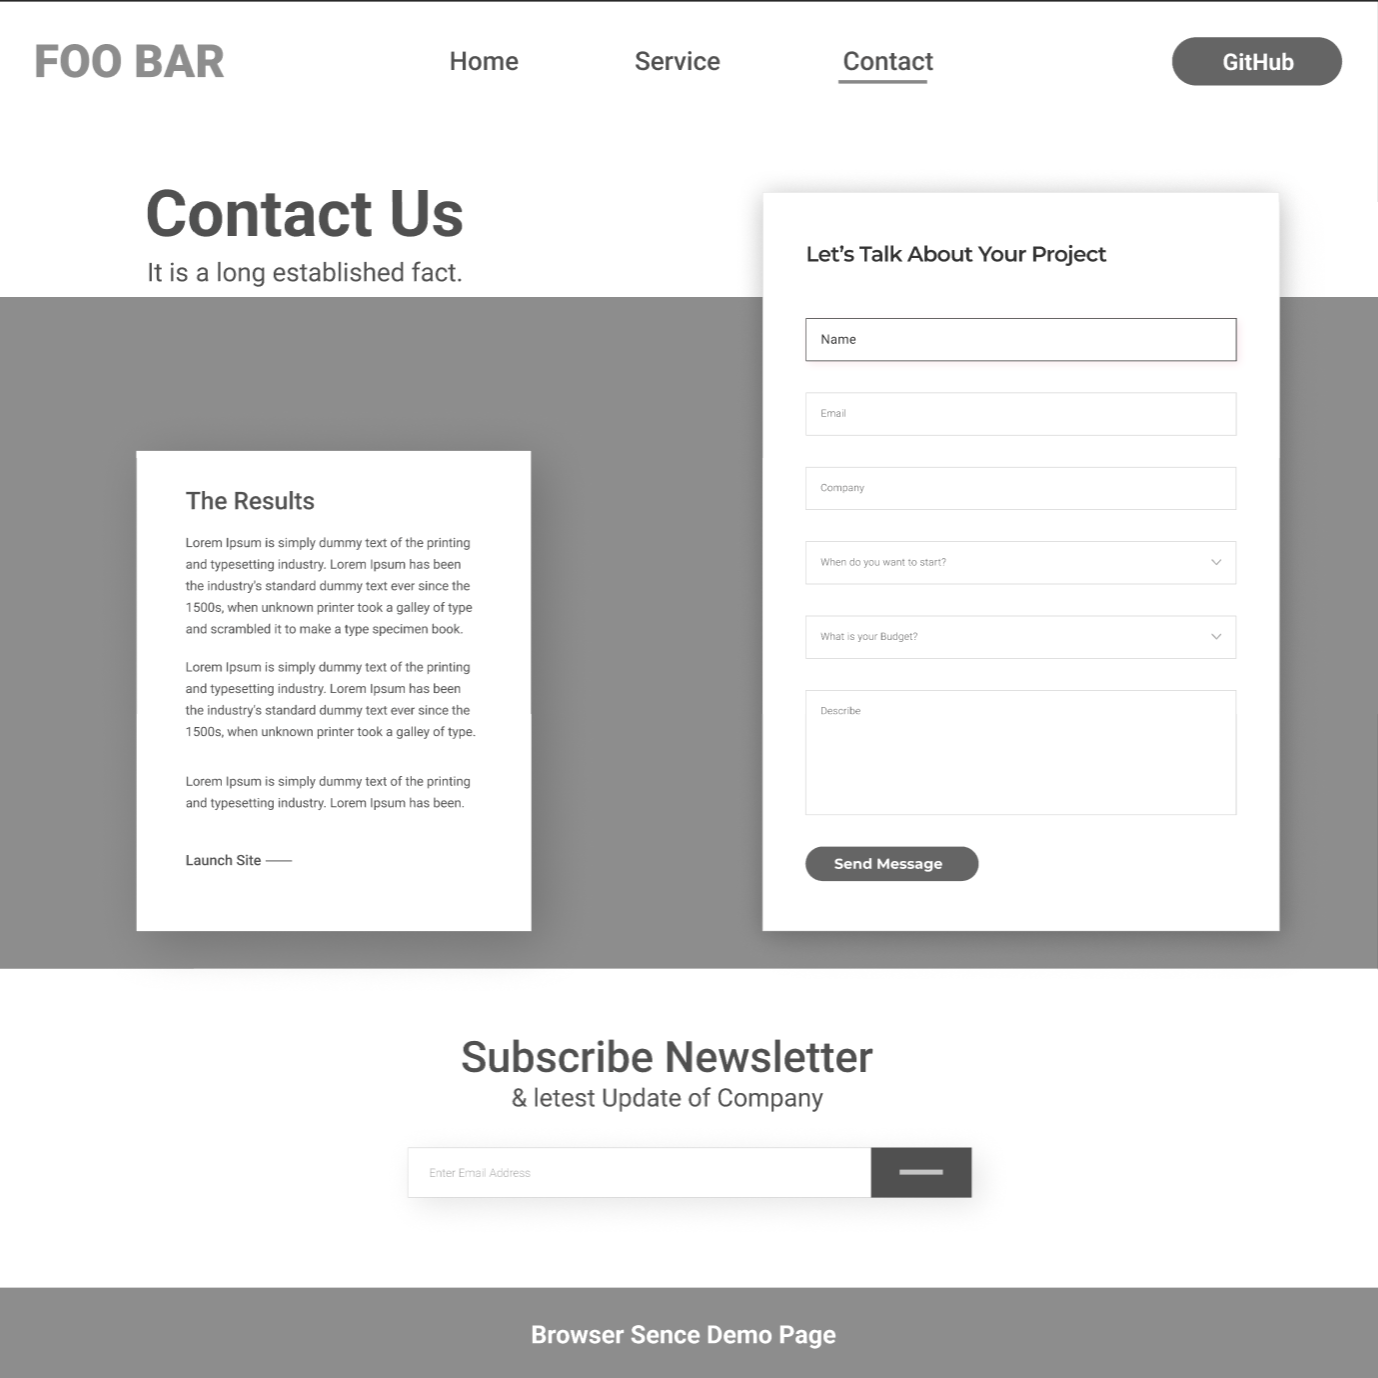 FOO BAR
Home
Service
Contact
GitHub
Contact Us
It is a long established fact.
The Results
Lorem Ipsum is simply dummy text of the printing
and typesetting industry. Lorem Ipsum has been
the industry's standard dummy text ever since the
1500s, when unknown printer took a galley of type
and scrambled it to make a type specimen book.
Lorem Ipsum is simply dummy text of the printing
and typesetting industry. Lorem Ipsum has been
the industry's standard dummy text ever since the
1500s, when unknown printer took a galley of type.
Lorem Ipsum is simply dummy text of the printing
and typesetting industry. Lorem Ipsum has been.
Launch Site
Let’s Talk About Your Project
Name
Email
Company
When do you want to start?
What is your Budget?
Describe
Send Message
Subscribe Newsletter
& letest Update of Company
Enter Email Address
Browser Sence Demo Page